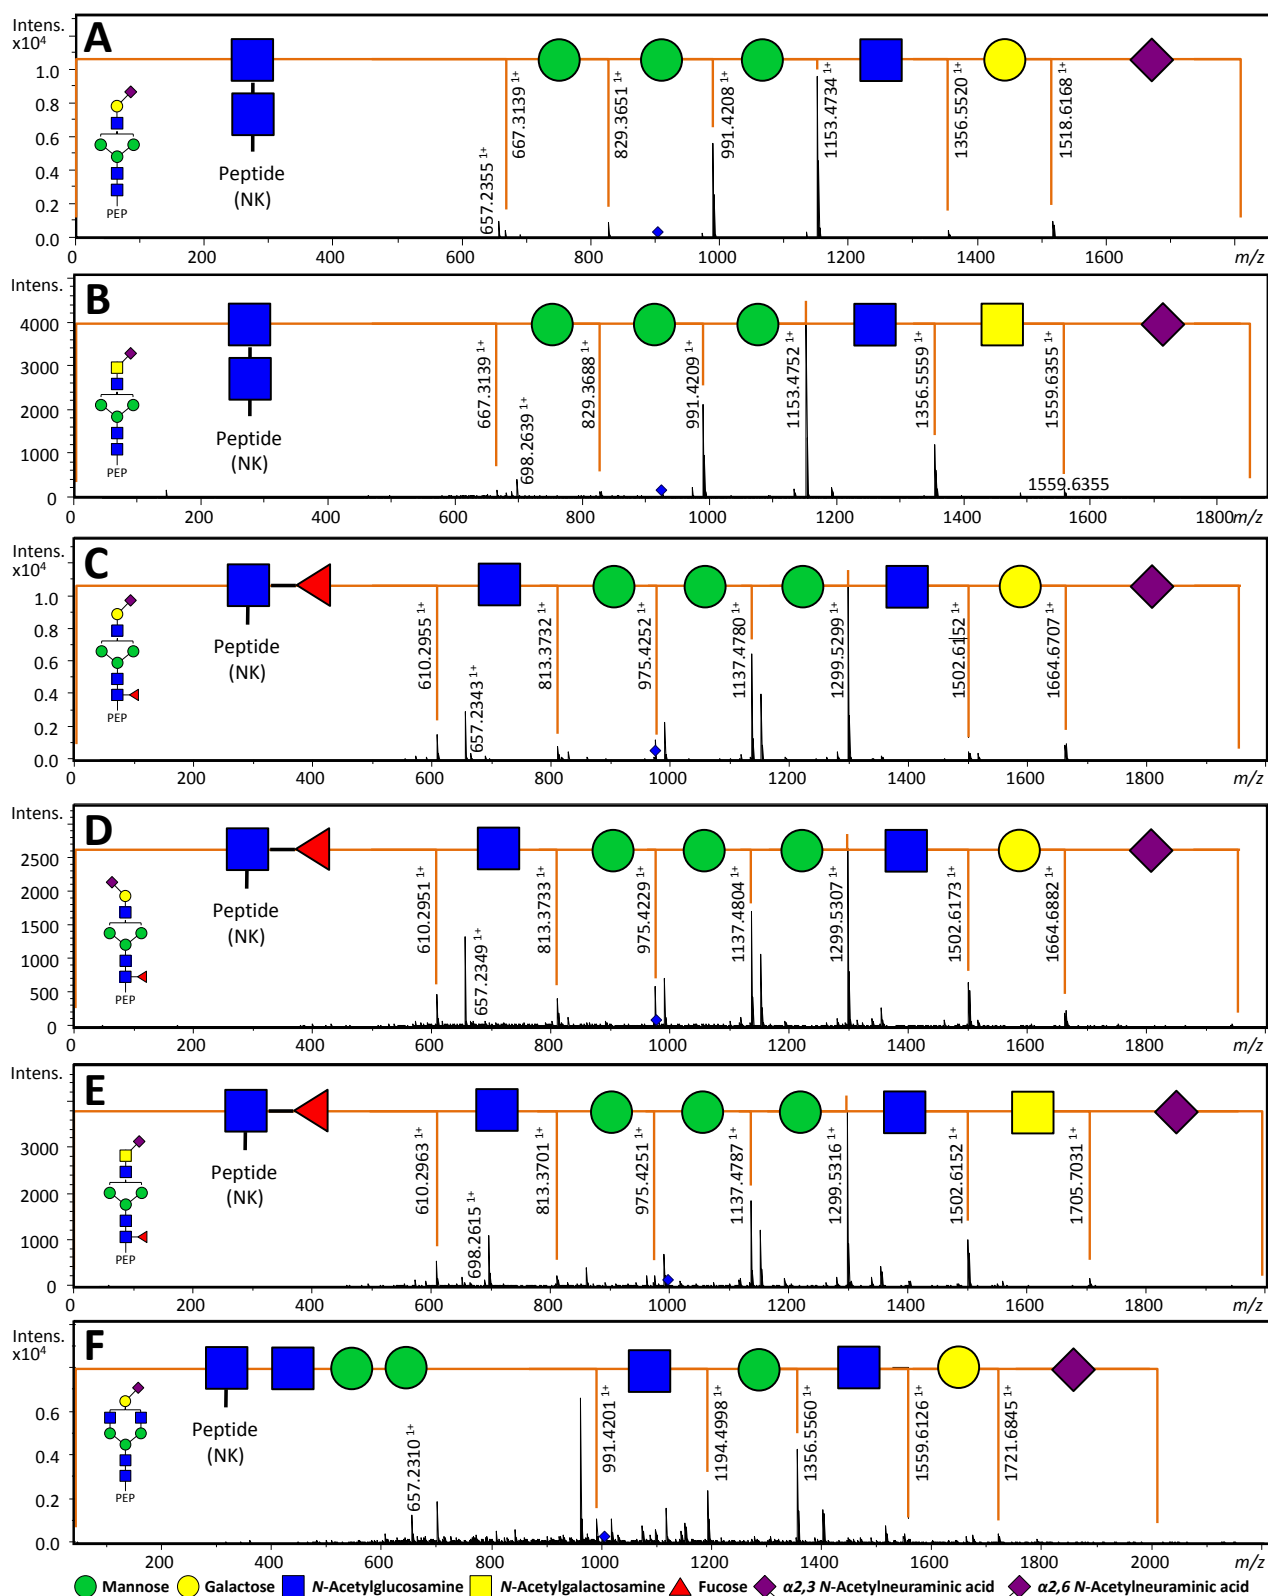 Intens.
x10⁴
A
1.0
0.8
0.6
0.4
0.2
0.0
PEP
Peptide
(NK)
657.2355 1+
667.3139 1+
829.3651 1+
991.4208 1+
1153.4734 1+
1356.5520 1+
1518.6168 1+
0 200 400 600 800 1000 1200 1400 1600 m/z
Intens.
B
4000
3000
2000
1000
0
PEP
Peptide
(NK)
667.3139 1+
698.2639 1+
829.3688 1+
991.4209 1+
1153.4752 1+
1356.5559 1+
1559.6355 1+
1559.6355
0 200 400 600 800 1000 1200 1400 1600 1800 m/z
Intens.
x10⁴
C
1.0
0.8
0.6
0.4
0.2
0.0
PEP
Peptide
(NK)
610.2955 1+
657.2343 1+
813.3732 1+
975.4252 1+
1137.4780 1+
1299.5299 1+
1502.6152 1+
1664.6707 1+
0 200 400 600 800 1000 1200 1400 1600 1800 m/z
Intens.
D
2500
2000
1500
1000
500
0
PEP
Peptide
(NK)
610.2951 1+
657.2349 1+
813.3733 1+
975.4229 1+
1137.4804 1+
1299.5307 1+
1502.6173 1+
1664.6882 1+
0 200 400 600 800 1000 1200 1400 1600 1800 m/z
Intens.
E
3000
2000
1000
0
PEP
Peptide
(NK)
610.2963 1+
698.2615 1+
813.3701 1+
975.4251 1+
1137.4787 1+
1299.5316 1+
1502.6152 1+
1705.7031 1+
0 200 400 600 800 1000 1200 1400 1600 1800 m/z
Intens.
x10⁴
F
0.6
0.4
0.2
0.0
PEP
Peptide
(NK)
657.2310 1+
991.4201 1+
1194.4998 1+
1356.5560 1+
1559.6126 1+
1721.6845 1+
200 400 600 800 1000 1200 1400 1600 1800 2000 m/z
Mannose Galactose N-Acetylglucosamine N-Acetylgalactosamine Fucose α2,3 N-Acetylneuraminic acid α2,6 N-Acetylneuraminic acid